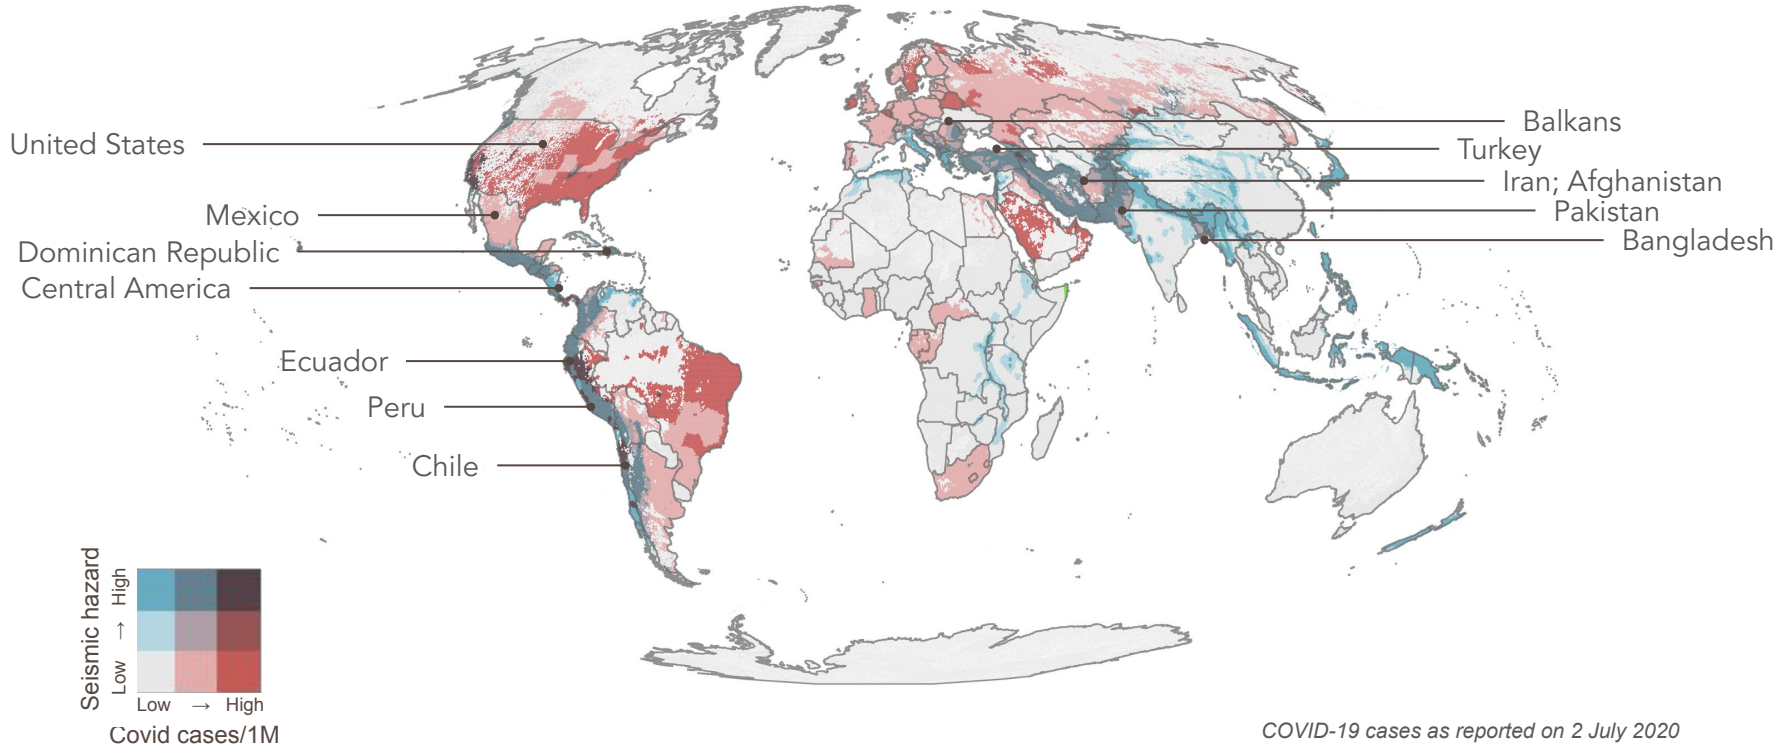 United States
Mexico
Dominican Republic
Central America
Ecuador
Peru
Chile
Balkans
Turkey
Iran; Afghanistan
Pakistan
Bangladesh
Seismic hazard
Low → High
Low → High
Covid cases/1M
COVID-19 cases as reported on 2 July 2020